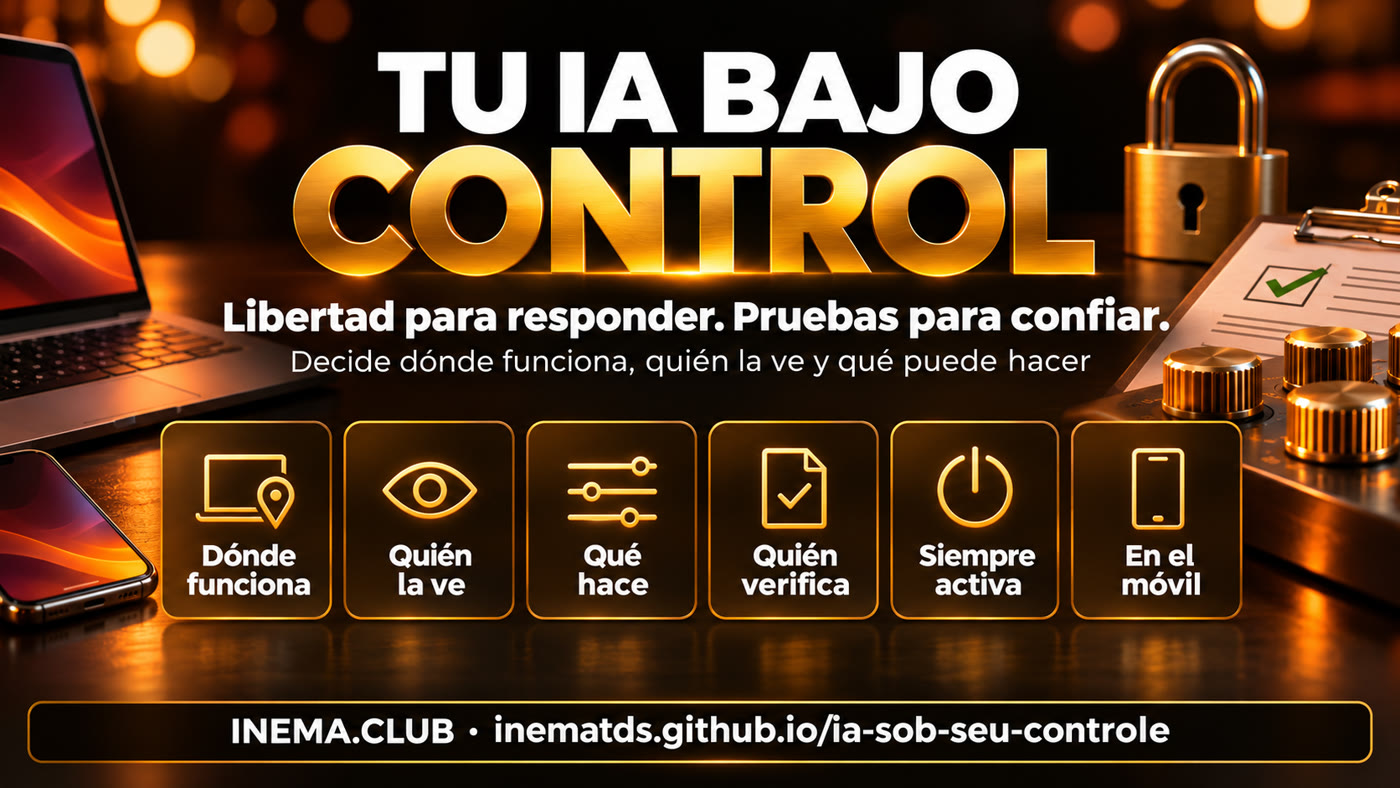 TU IA BAJO
CONTROL
Libertad para responder. Pruebas para confiar.
Decide dónde funciona, quién la ve y qué puede hacer
Dónde
funciona
Quién
la ve
Qué
hace
Quién
verifica
Siempre
activa
En el
móvil
INEMA.CLUB • inematds.github.io/ia-sob-seu-controle